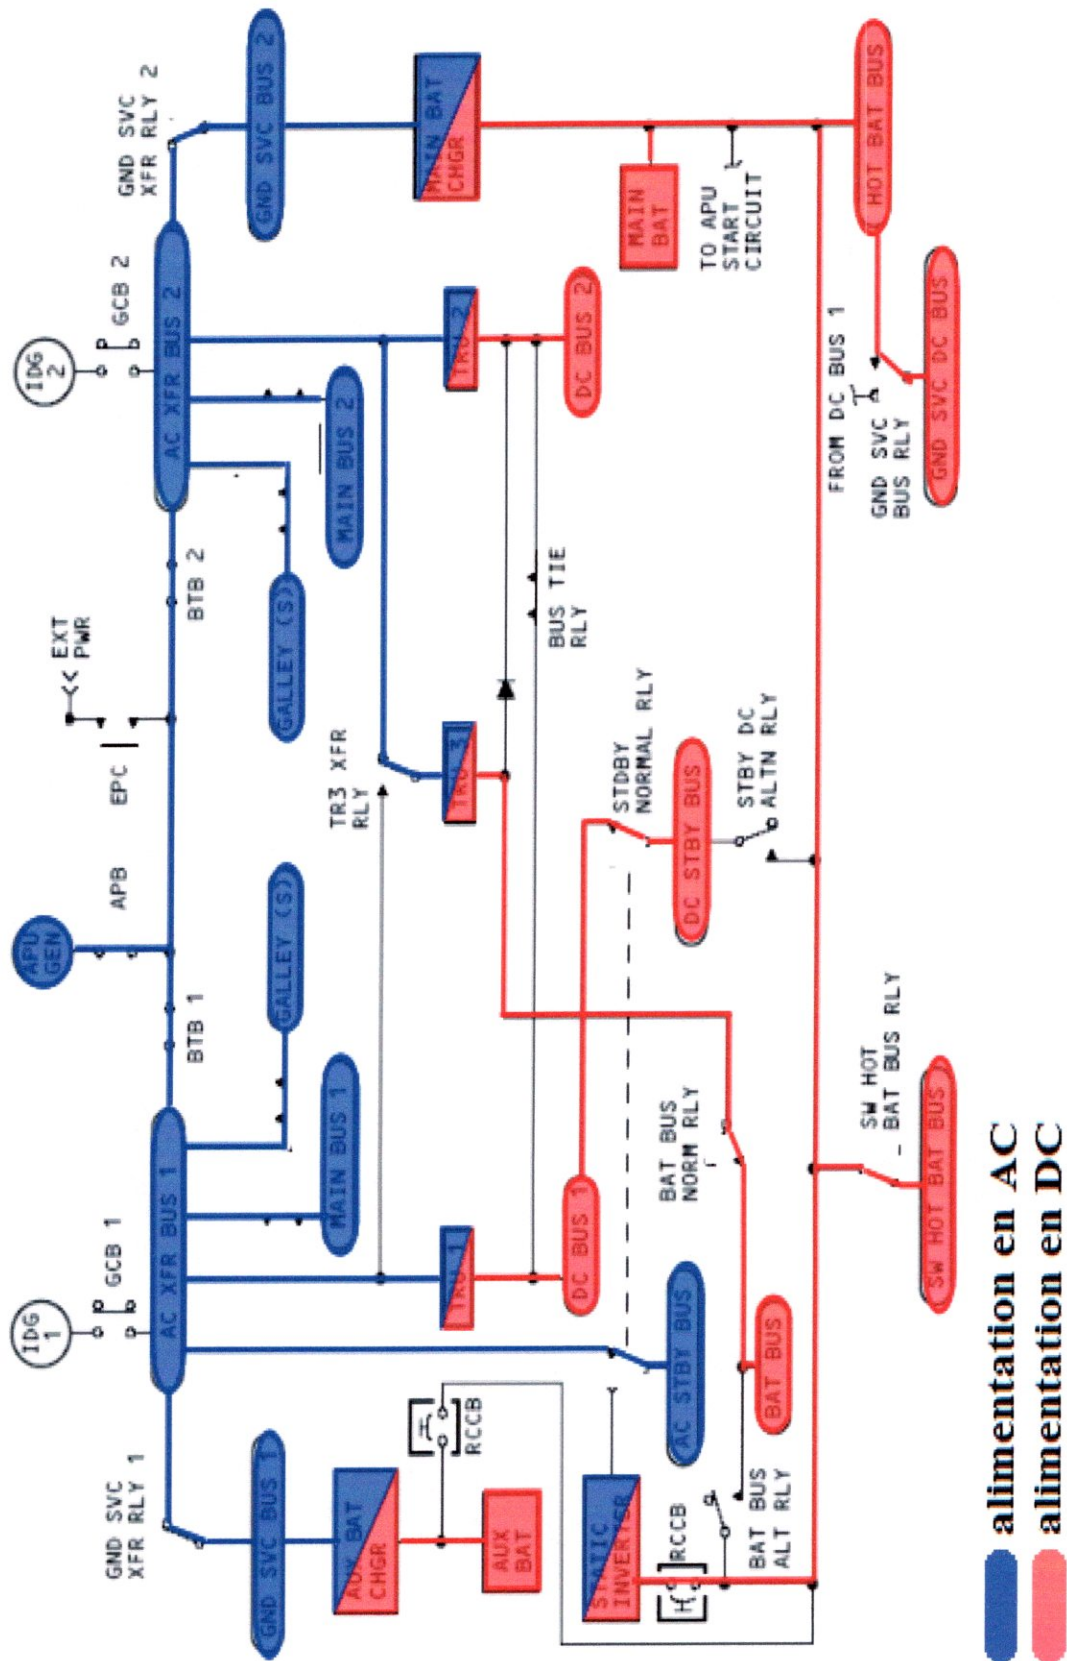 IDG
1
GCB 1
APU
GEN
APB
EPC
EXT
PWR
IDG
2
GCB 2
GND SVC
XFR RLY 1
AC XFR BUS 1
BTB 1
BTB 2
AC XFR BUS 2
GND SVC
XFR RLY 2
GND SVC BUS 1
MAIN BUS 1
GALLEY (S)
GALLEY (S)
MAIN BUS 2
GND SVC BUS 2
AUX BAT
CHGR
RCCB
TR3 XFR
RLY
MAIN BAT
CHGR
TRU 1
TRU 3
TRU 2
AUX
BAT
DC BUS 1
BUS TIE
RLY
DC BUS 2
MAIN
BAT
STATIC
INVERTER
STDBY
NORMAL RLY
TO APU
START
CIRCUIT
RCCB
AC STBY BUS
BAT BUS
NORM RLY
DC STBY BUS
BAT BUS
ALT RLY
BAT BUS
STBY DC
ALTN RLY
FROM DC BUS 1
HOT BAT BUS
GND SVC
BUS RLY
SW HOT
BAT BUS RLY
SW HOT BAT BUS
GND SVC DC BUS
alimentation en AC
alimentation en DC